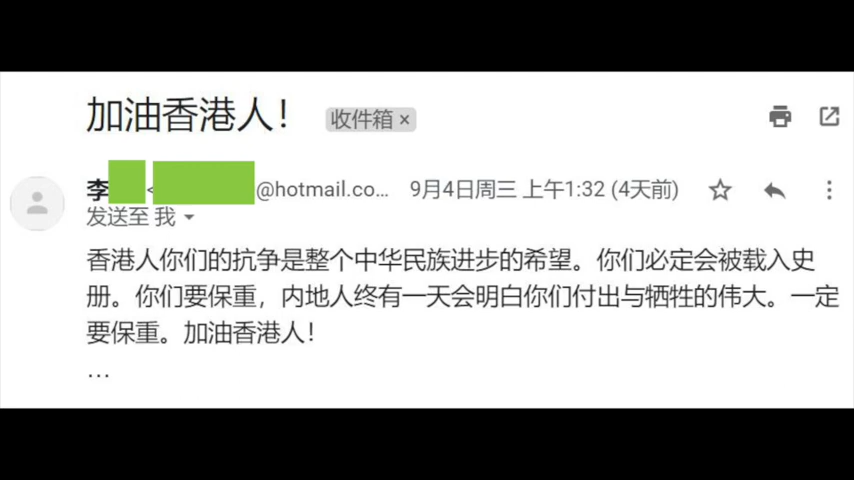 加油香港人！ 收件箱 ×
李 < @hotmail.co... 9月4日周三 上午1:32 (4天前)
发送至 我
香港人你们的抗争是整个中华民族进步的希望。你们必定会被载入史
册。你们要保重，内地人终有一天会明白你们付出与牺牲的伟大。一定
要保重。加油香港人！
...